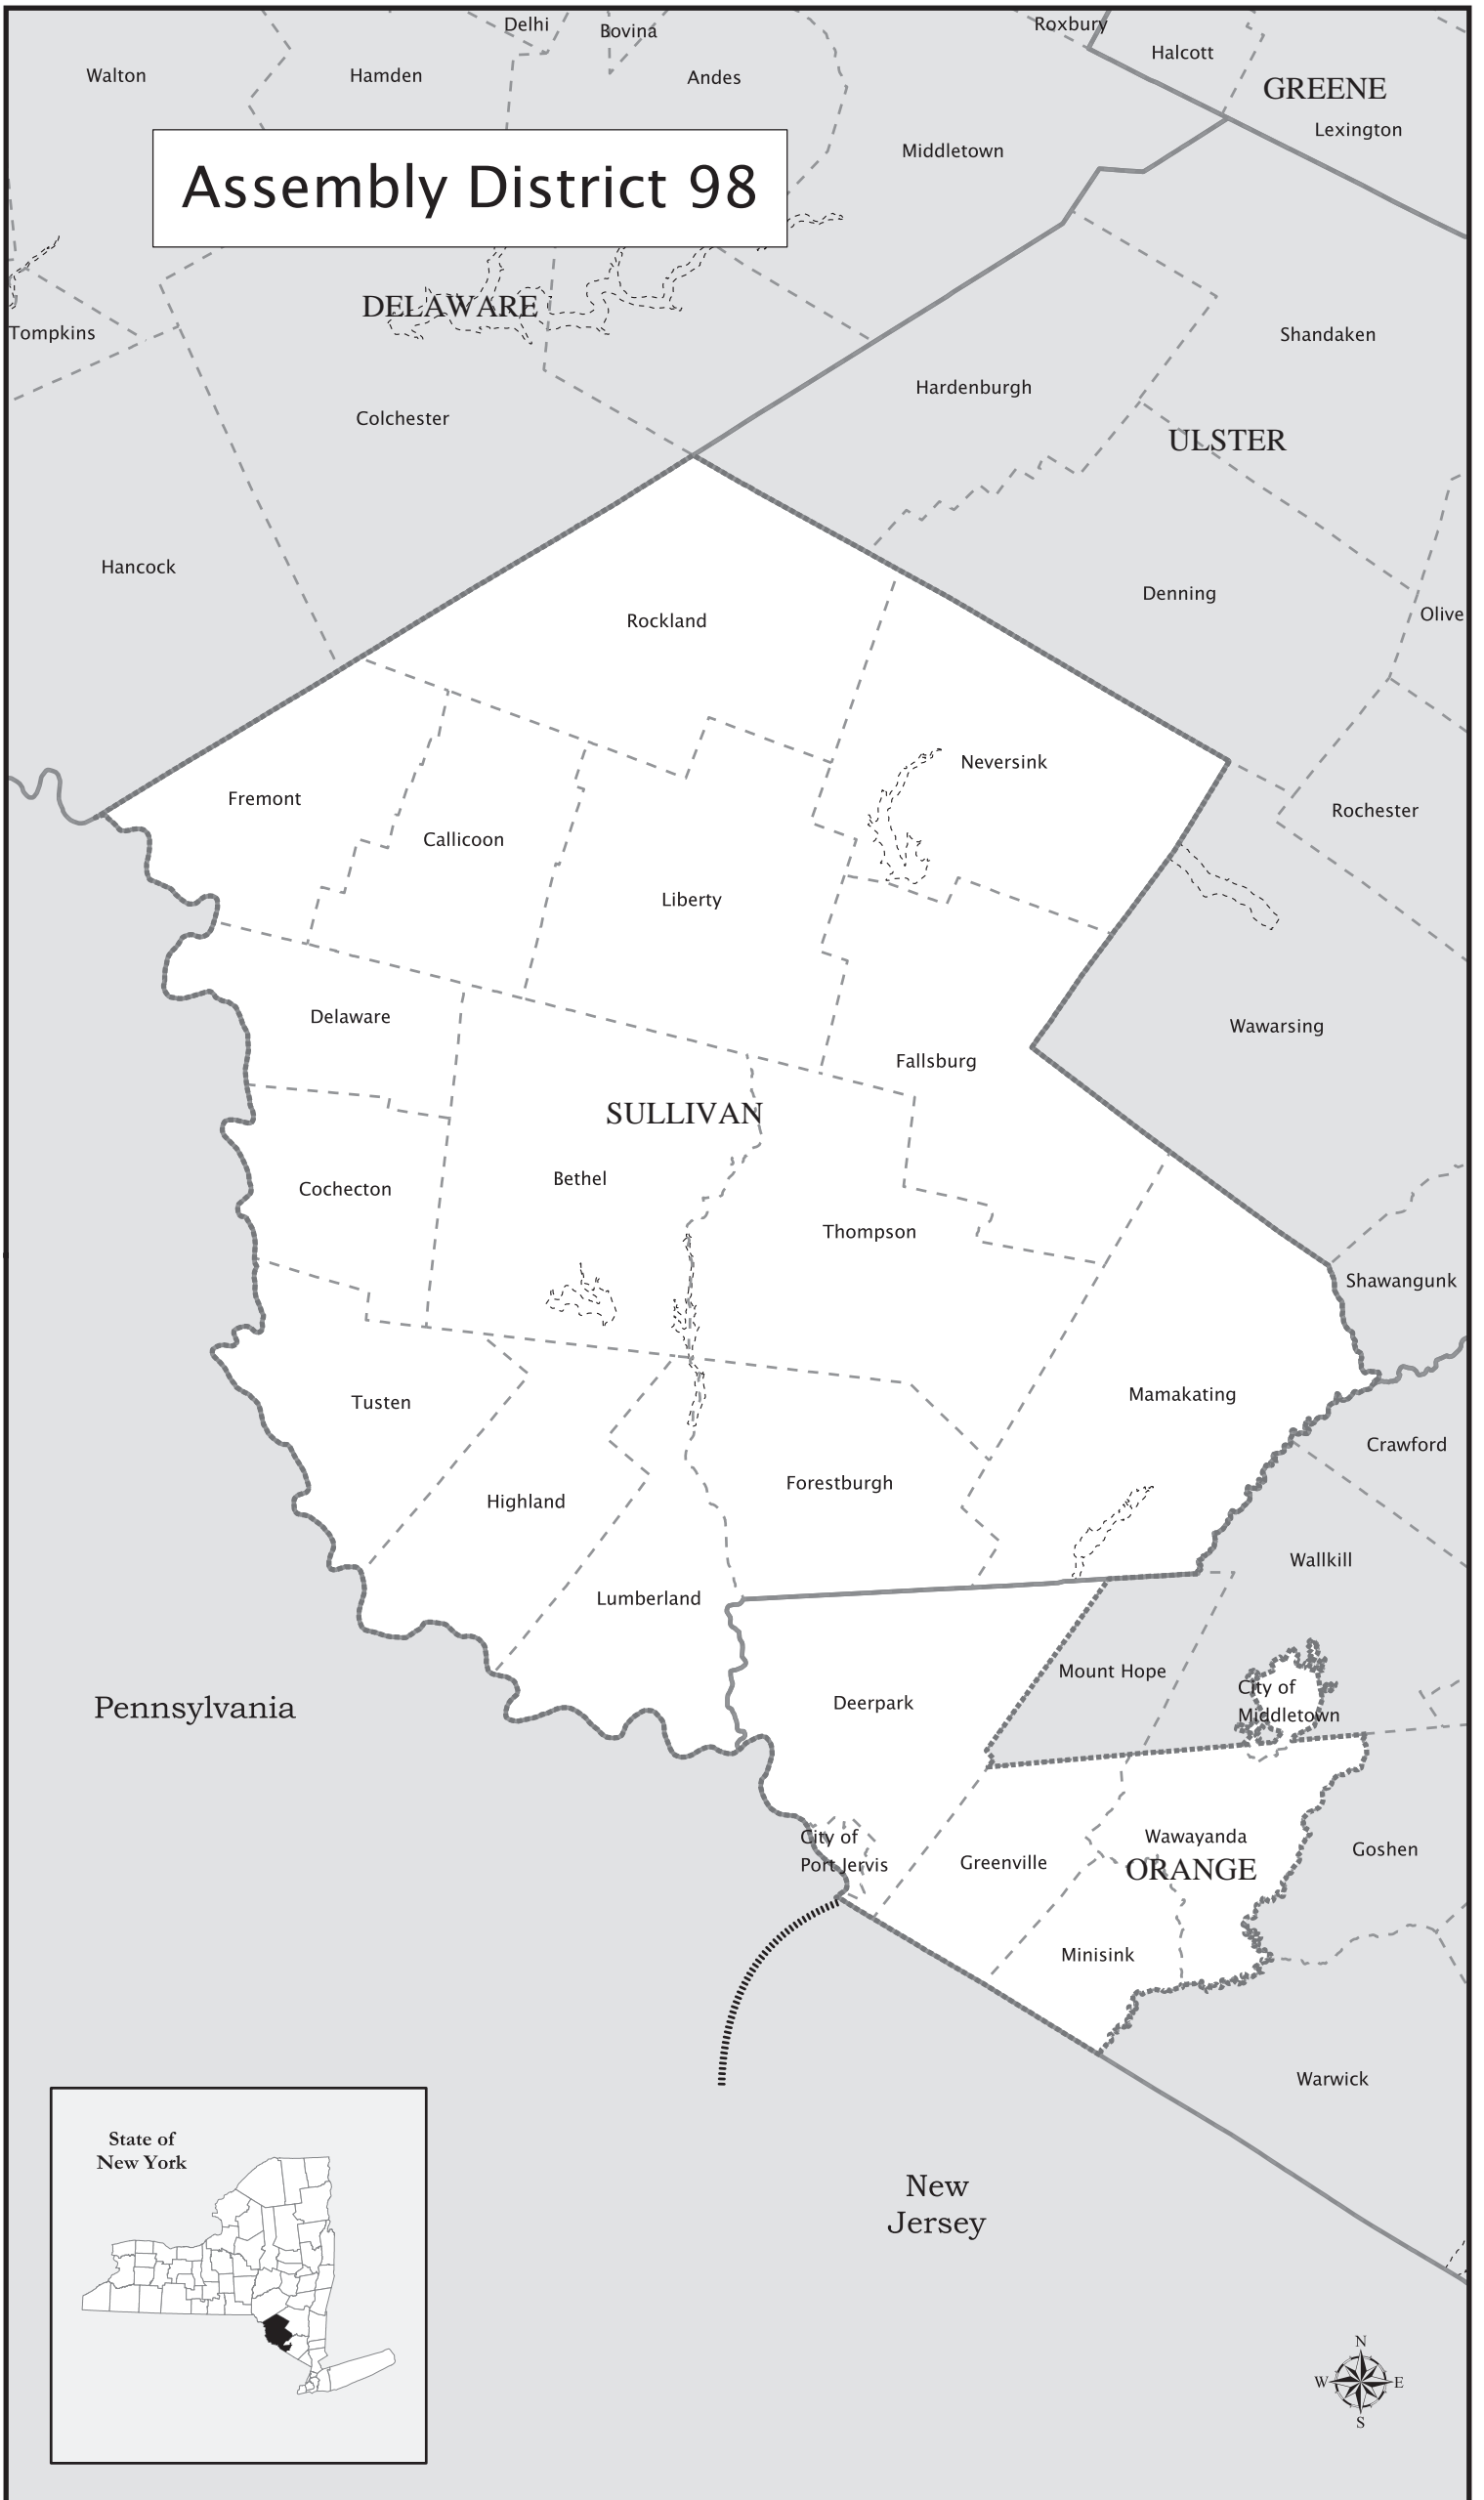 Delhi
Bovina
Roxbury
Halcott
Walton
Hamden
Andes
GREENE
Lexington
Middletown
Assembly District 98
DELAWARE
Tompkins
Shandaken
Hardenburgh
Colchester
ULSTER
Hancock
Denning
Olive
Rockland
Neversink
Fremont
Rochester
Callicoon
Liberty
Delaware
Wawarsing
Fallsburg
SULLIVAN
Bethel
Cochecton
Thompson
Shawangunk
Mamakating
Tusten
Crawford
Forestburgh
Highland
Wallkill
Lumberland
Mount Hope
City of
Middletown
Deerpark
Pennsylvania
City of
Port Jervis
Wawayanda
Goshen
Greenville
ORANGE
Minisink
Warwick
State of
New York
New
Jersey
N
W
E
S